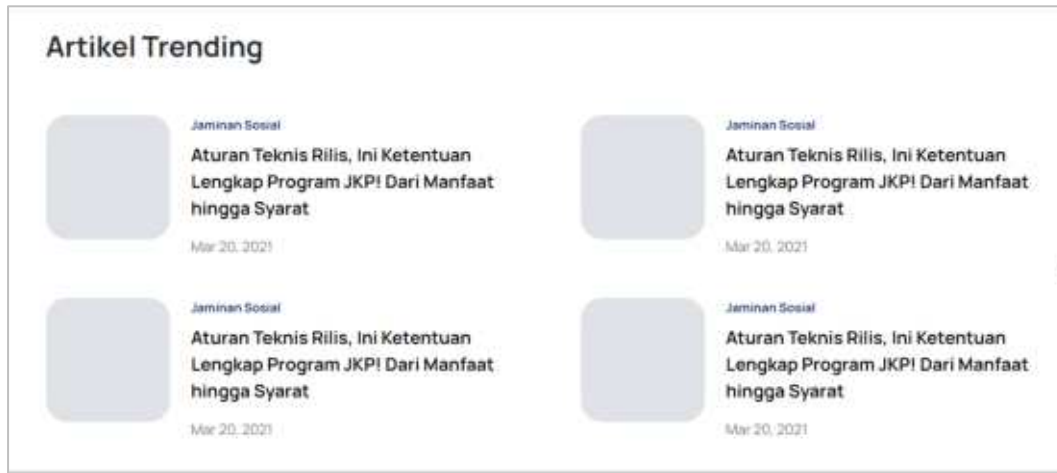 Artikel Trending
Jaminan Sosial
Aturan Teknis Rilis, Ini Ketentuan
Lengkap Program JKP! Dari Manfaat
hingga Syarat
Mar 20, 2021
Jaminan Sosial
Aturan Teknis Rilis, Ini Ketentuan
Lengkap Program JKP! Dari Manfaat
hingga Syarat
Mar 20, 2021
Jaminan Sosial
Aturan Teknis Rilis, Ini Ketentuan
Lengkap Program JKP! Dari Manfaat
hingga Syarat
Mar 20, 2021
Jaminan Sosial
Aturan Teknis Rilis, Ini Ketentuan
Lengkap Program JKP! Dari Manfaat
hingga Syarat
Mar 20, 2021